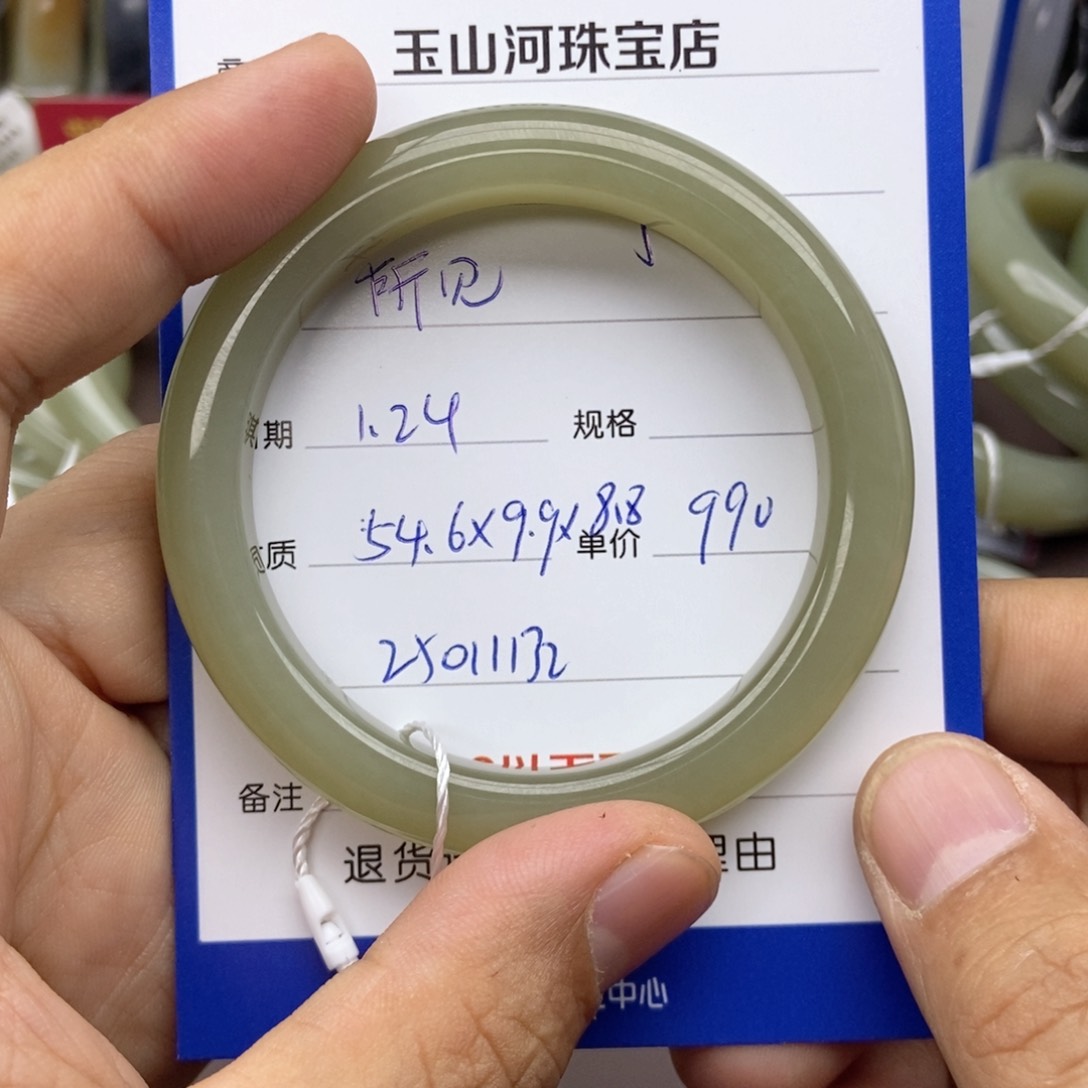 玉山河珠宝店
所见
期 1.24 规格
质 54.6x9.9x8.8 单价 990
备注
退货 理由
中心